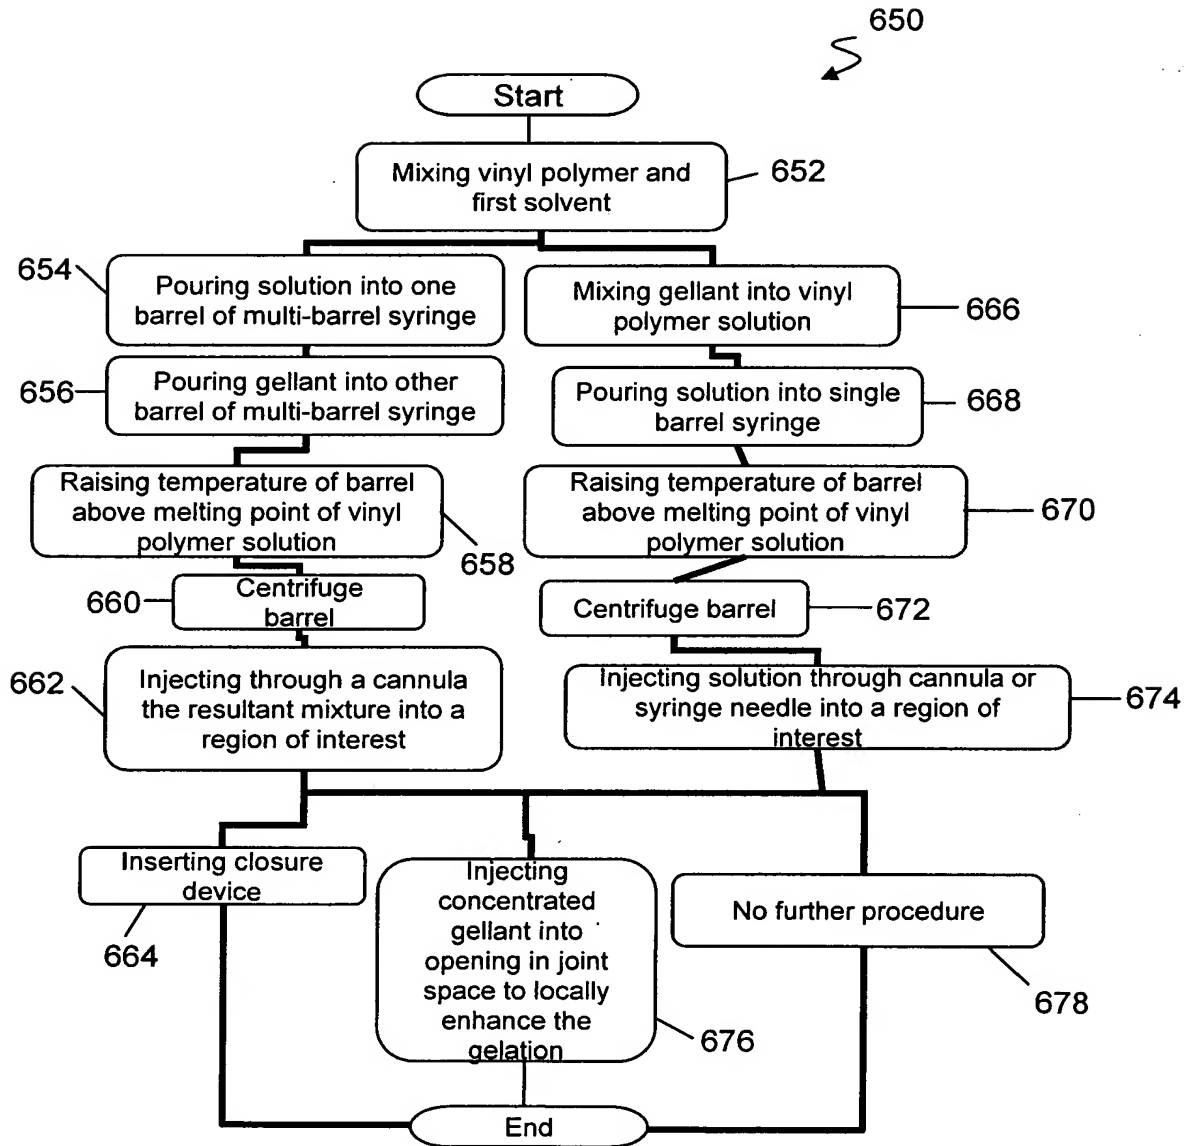 650
Start
Mixing vinyl polymer and
first solvent
652
654
Pouring solution into one
barrel of multi-barrel syringe
Mixing gellant into vinyl
polymer solution
666
656
Pouring gellant into other
barrel of multi-barrel syringe
Pouring solution into single
barrel syringe
668
Raising temperature of barrel
above melting point of vinyl
polymer solution
658
Raising temperature of barrel
above melting point of vinyl
polymer solution
670
660
Centrifuge
barrel
Centrifuge barrel
672
662
Injecting through a cannula
the resultant mixture into a
region of interest
Injecting solution through cannula or
syringe needle into a region of
interest
674
Inserting closure
device
664
Injecting
concentrated
gellant into
opening in joint
space to locally
enhance the
gelation
676
No further procedure
678
End